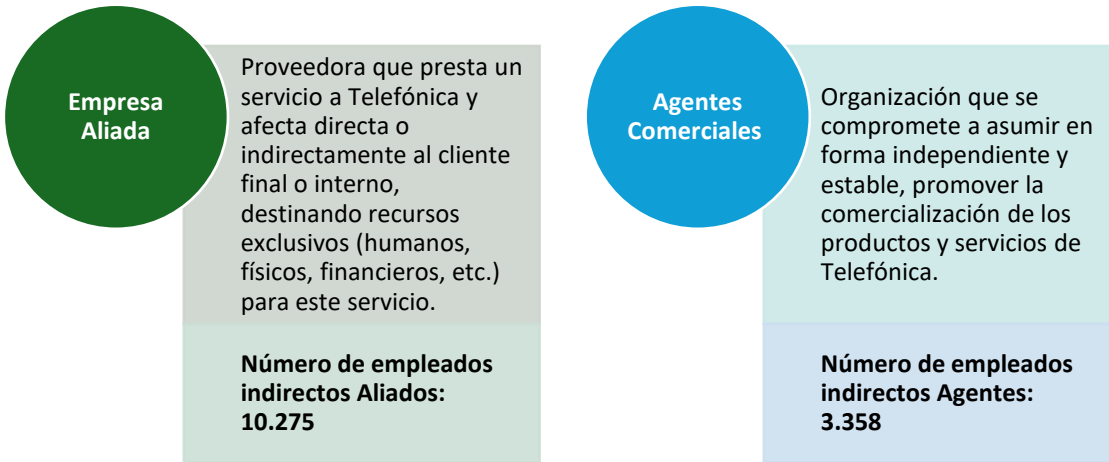 Empresa
Aliada
Proveedora que presta un
servicio a Telefónica y
afecta directa o
indirectamente al cliente
final o interno,
destinando recursos
exclusivos (humanos,
físicos, financieros, etc.)
para este servicio.
Número de empleados
indirectos Aliados:
10.275
Agentes
Comerciales
Organización que se
compromete a asumir en
forma independiente y
estable, promover la
comercialización de los
productos y servicios de
Telefónica.
Número de empleados
indirectos Agentes:
3.358